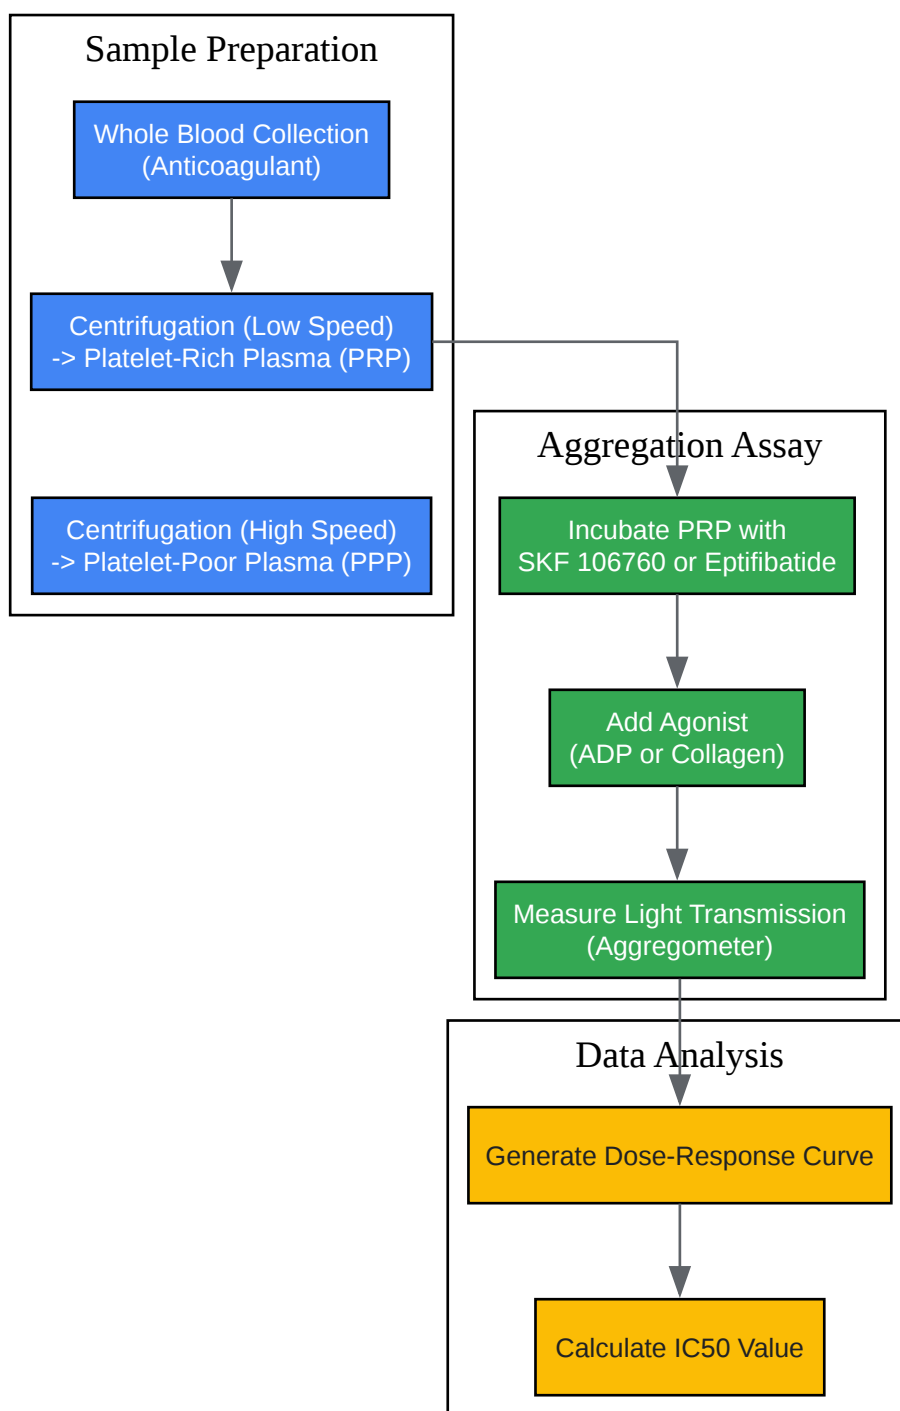 Sample Preparation
Whole Blood Collection
(Anticoagulant)
Centrifugation (Low Speed)
-> Platelet-Rich Plasma (PRP)
Centrifugation (High Speed)
-> Platelet-Poor Plasma (PPP)
Aggregation Assay
Incubate PRP with
SKF 106760 or Eptifibatide
Add Agonist
(ADP or Collagen)
Measure Light Transmission
(Aggregometer)
Data Analysis
Generate Dose-Response Curve
Calculate IC50 Value